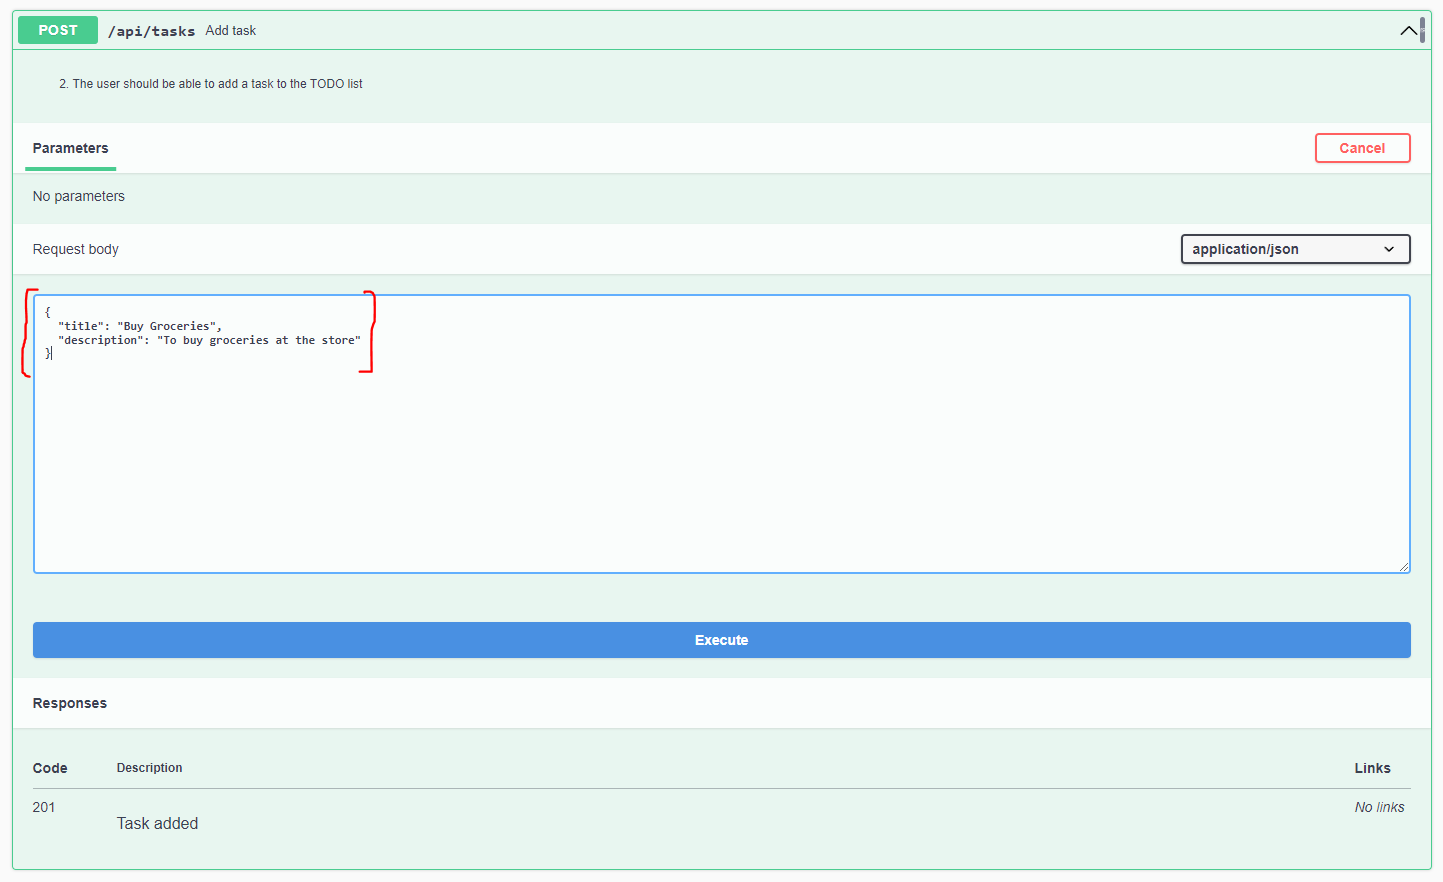 POST /api/tasks Add task
2. The user should be able to add a task to the TODO list
Parameters Cancel
No parameters
Request body application/json
{
"title": "Buy Groceries",
"description": "To buy groceries at the store"
}
Execute
Responses
Code Description Links
201 Task added No links